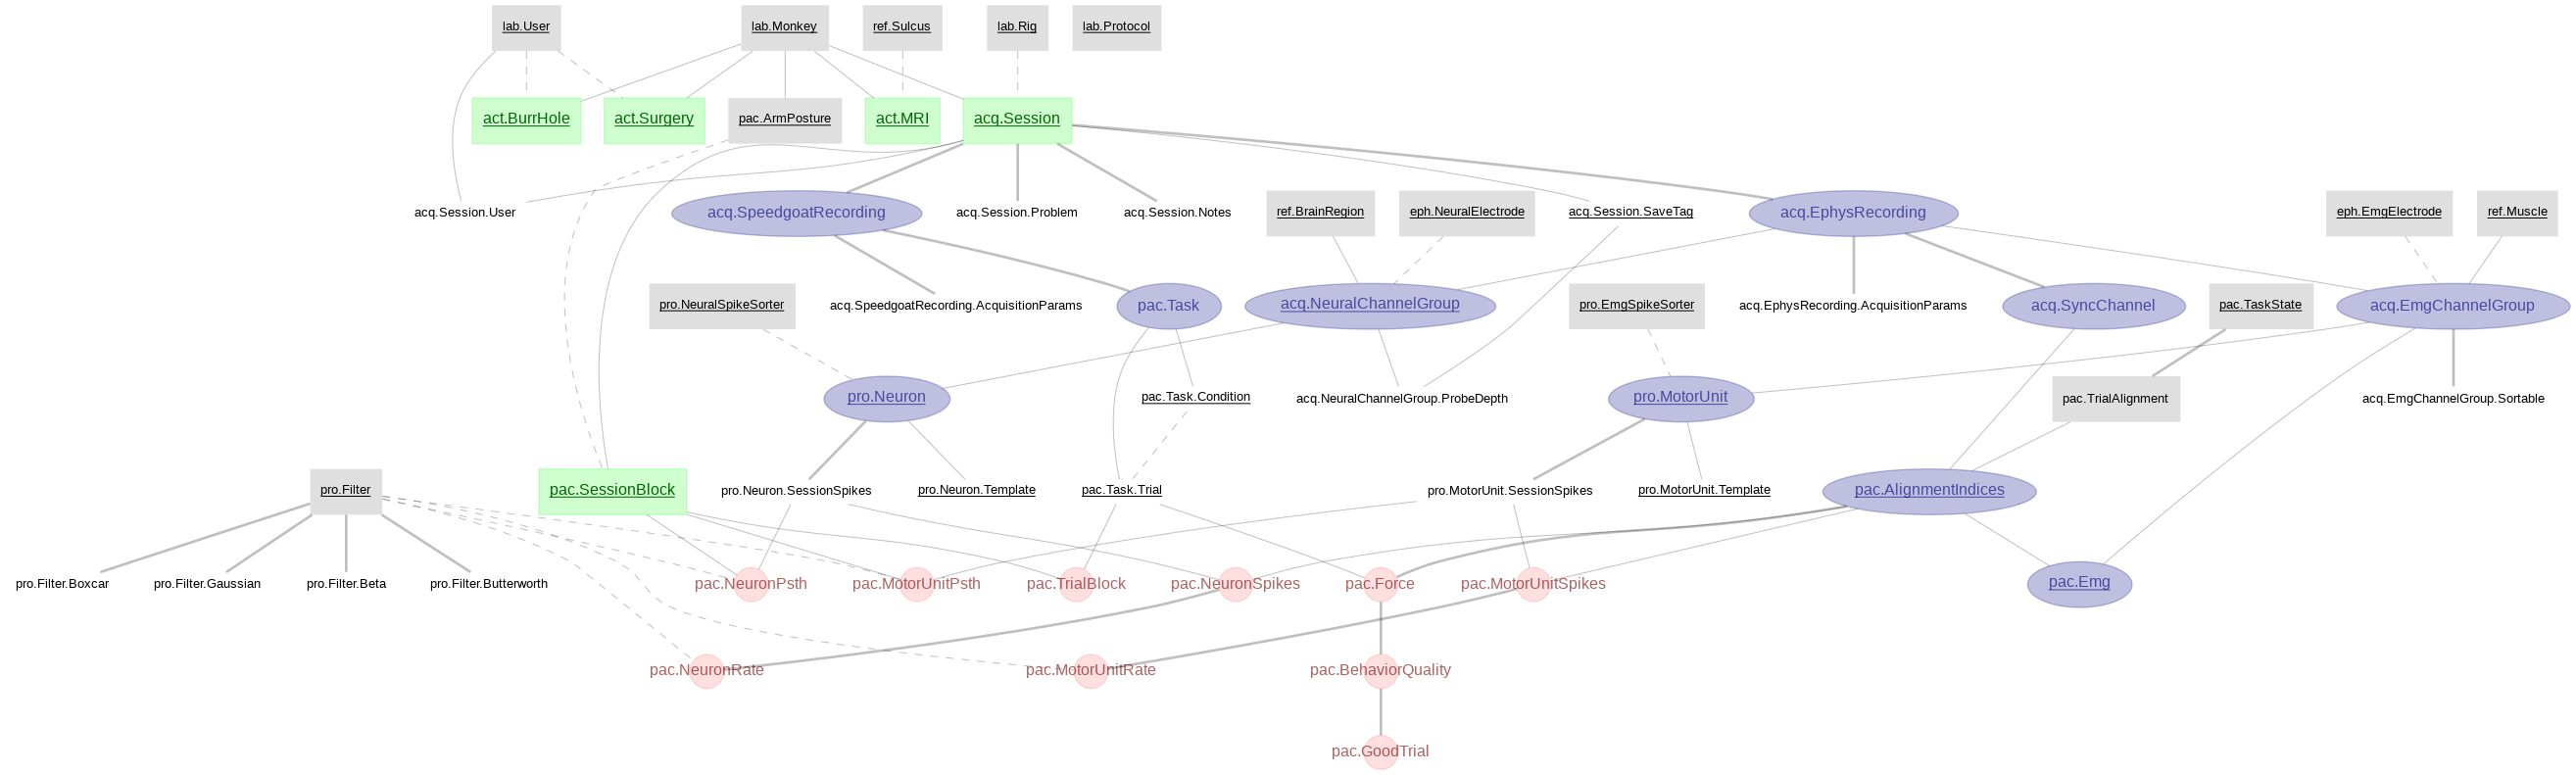 lab.User
lab.Monkey
ref.Sulcus
lab.Rig
lab.Protocol
act.BurrHole
act.Surgery
pac.ArmPosture
act.MRI
acq.Session
acq.Session.User
acq.SpeedgoatRecording
acq.Session.Problem
acq.Session.Notes
ref.BrainRegion
eph.NeuralElectrode
acq.Session.SaveTag
acq.EphysRecording
eph.EmgElectrode
ref.Muscle
pro.NeuralSpikeSorter
acq.SpeedgoatRecording.AcquisitionParams
pac.Task
acq.NeuralChannelGroup
pro.EmgSpikeSorter
acq.EphysRecording.AcquisitionParams
acq.SyncChannel
pac.TaskState
acq.EmgChannelGroup
pro.Neuron
pac.Task.Condition
acq.NeuralChannelGroup.ProbeDepth
pro.MotorUnit
pac.TrialAlignment
acq.EmgChannelGroup.Sortable
pro.Filter
pac.SessionBlock
pro.Neuron.SessionSpikes
pro.Neuron.Template
pac.Task.Trial
pro.MotorUnit.SessionSpikes
pro.MotorUnit.Template
pac.AlignmentIndices
pro.Filter.Boxcar
pro.Filter.Gaussian
pro.Filter.Beta
pro.Filter.Butterworth
pac.NeuronPsth
pac.MotorUnitPsth
pac.TrialBlock
pac.NeuronSpikes
pac.Force
pac.MotorUnitSpikes
pac.Emg
pac.NeuronRate
pac.MotorUnitRate
pac.BehaviorQuality
pac.GoodTrial